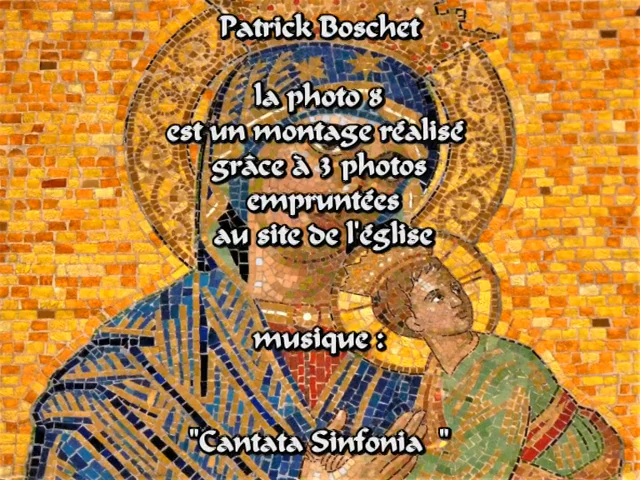 Patrick Boschet
la photo 8
est un montage réalisé
grâce à 3 photos
empruntées
au site de l'église
musique :
"Cantata Sinfonia "